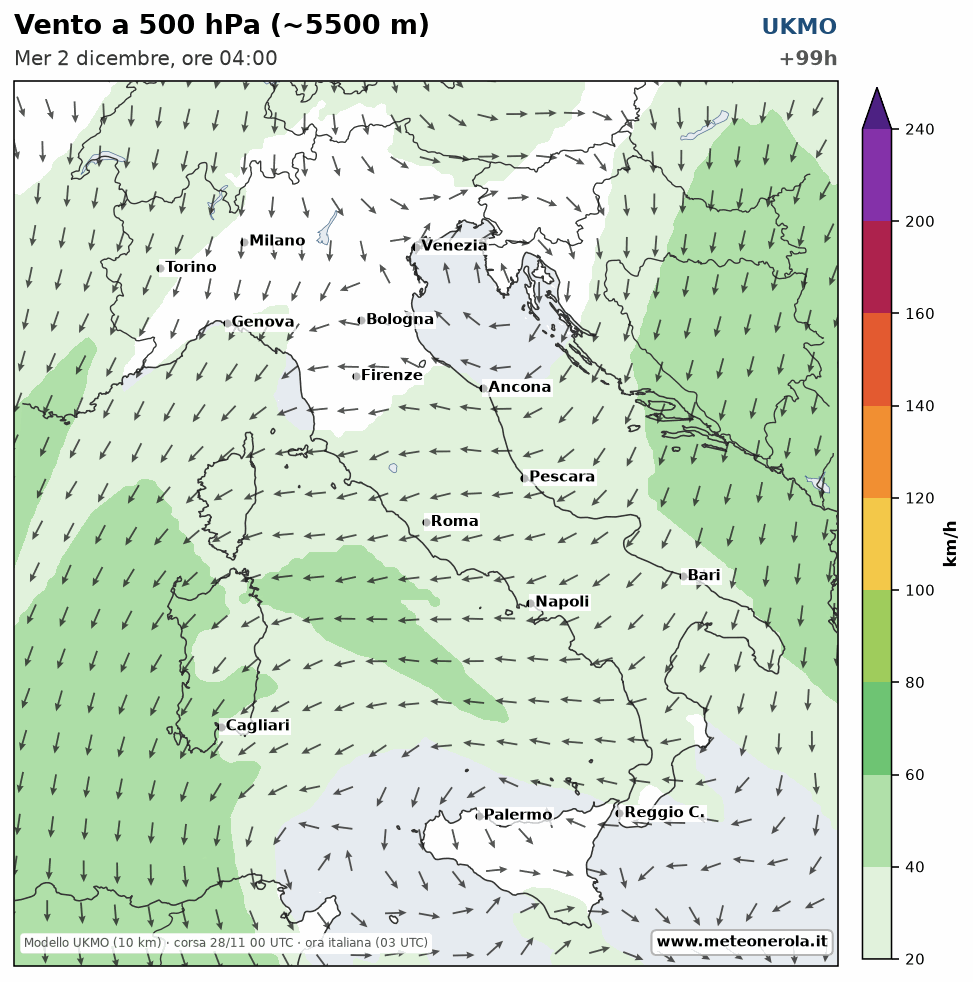 Vento a 500 hPa (~5500 m)
UKMO
Mer 2 dicembre, ore 04:00
+99h
240
220
200
160
140
120
100
80
60
40
20
km/h
Milano
Venezia
Torino
Genova
Bologna
Firenze
Ancona
Pescara
Roma
Bari
Napoli
Cagliari
Palermo
Reggio C.
Modello UKMO (10 km) · corsa 28/11 00 UTC · ora italiana (03 UTC)
www.meteonerola.it